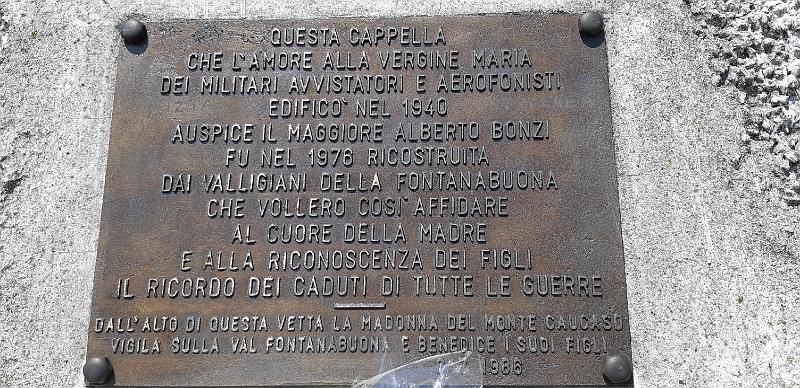 QUESTA CAPPELLA
CHE L'AMORE ALLA VERGINE MARIA
DEI MILITARI AVVISTATORI E AEROFONISTI
EDIFICO' NEL 1940
AUSPICE IL MAGGIORE ALBERTO BONZI
FU NEL 1976 RICOSTRUITA
DAI VALLIGIANI DELLA FONTANABUONA
CHE VOLLERO COSI' AFFIDARE
AL CUORE DELLA MADRE
E ALLA RICONOSCENZA DEI FIGLI
IL RICORDO DEI CADUTI DI TUTTE LE GUERRE
DALL'ALTO DI QUESTA VETTA LA MADONNA DEL MONTE CAUCASO
VIGILA SULLA VAL FONTANABUONA E BENEDICE I SUOI FIGLI
1986